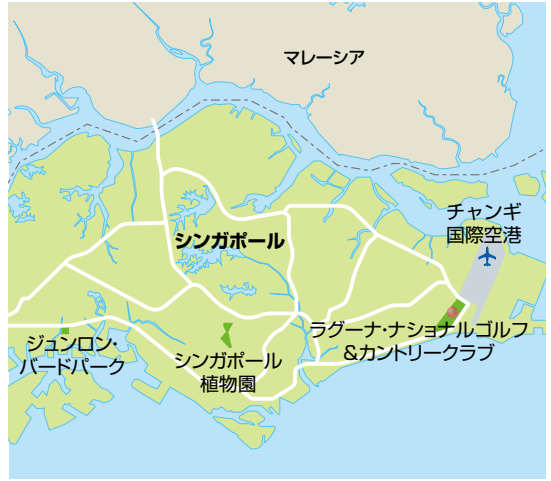 マレーシア
チャンギ
国際空港
シンガポール
ラグーナ・ナショナルゴルフ
&カントリークラブ
ジュンロン・
バードパーク
シンガポール
植物園